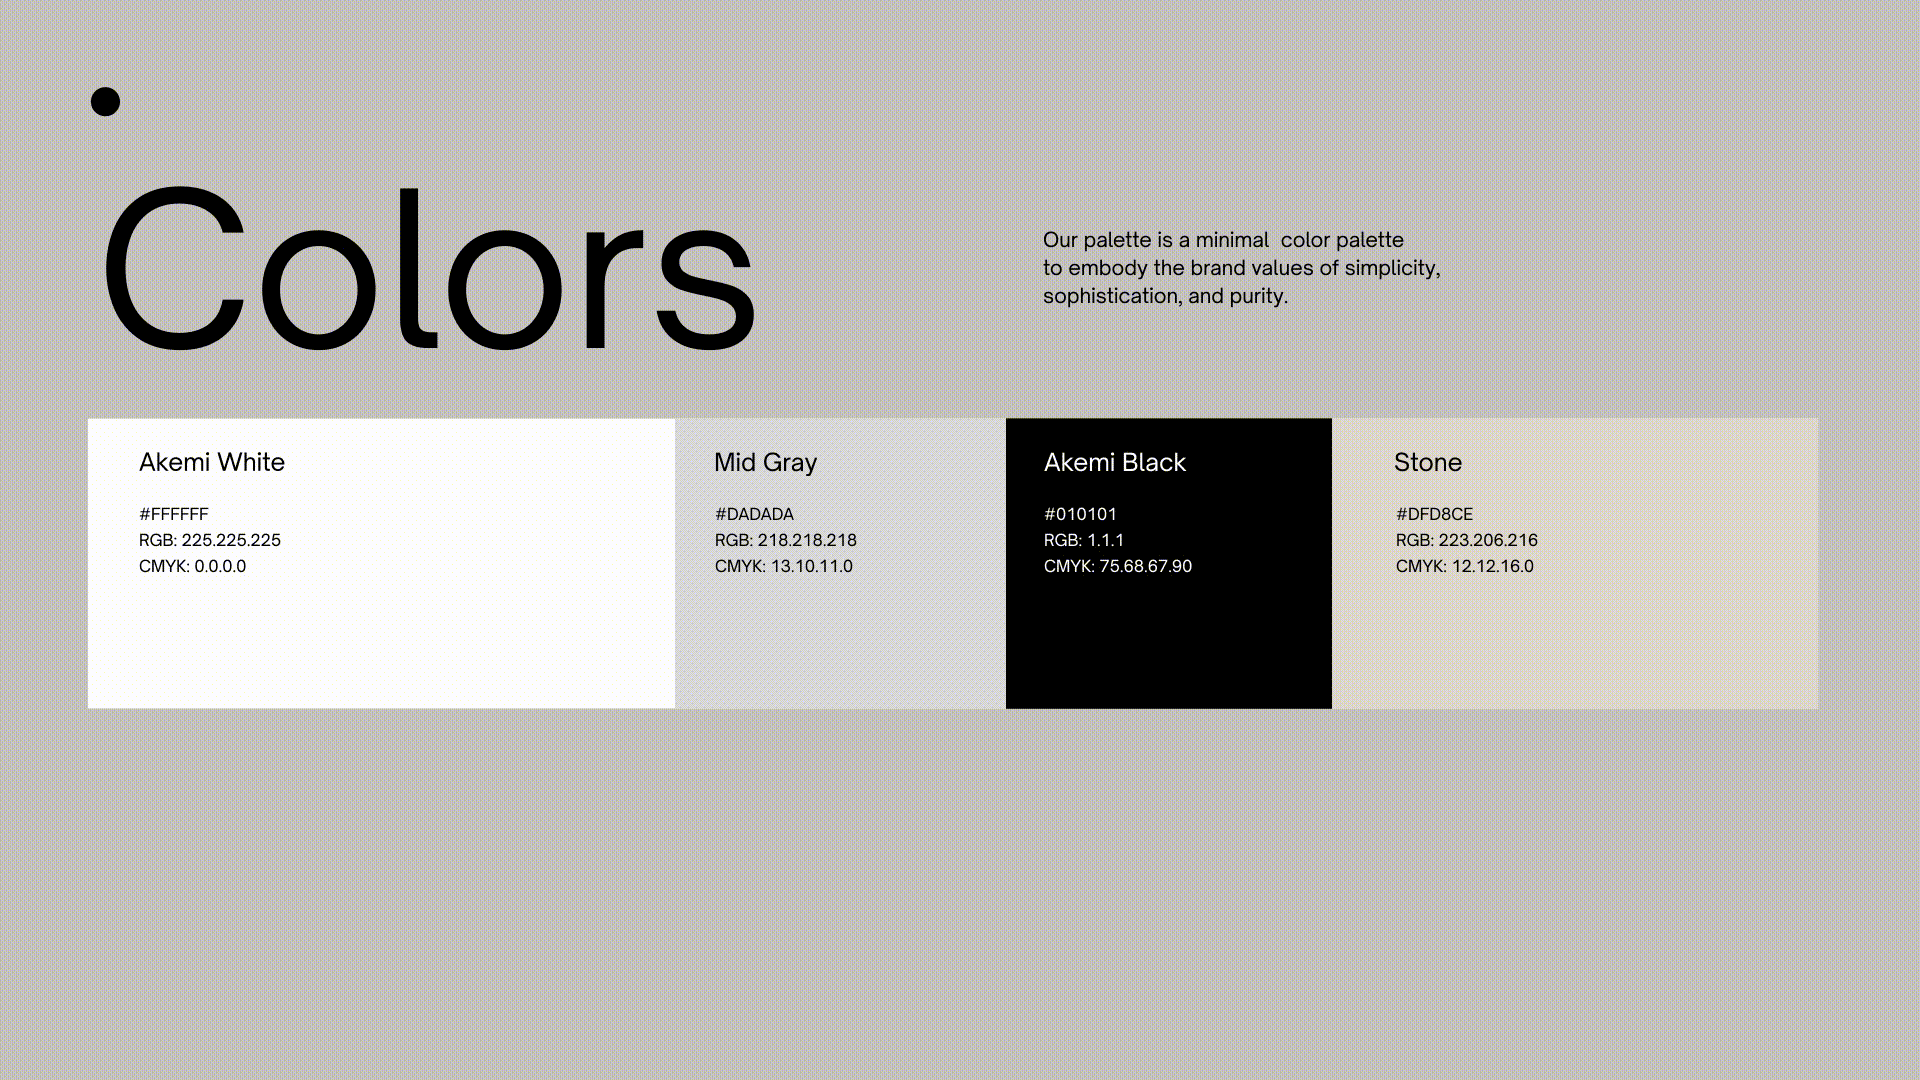 Colors
Our palette is a minimal  color palette
to embody the brand values of simplicity,
sophistication, and purity.
Akemi White
#FFFFFF
RGB: 225.225.225
CMYK: 0.0.0.0
Mid Gray
#DADADA
RGB: 218.218.218
CMYK: 13.10.11.0
Akemi Black
#010101
RGB: 1.1.1
CMYK: 75.68.67.90
Stone
#DFD8CE
RGB: 223.206.216
CMYK: 12.12.16.0